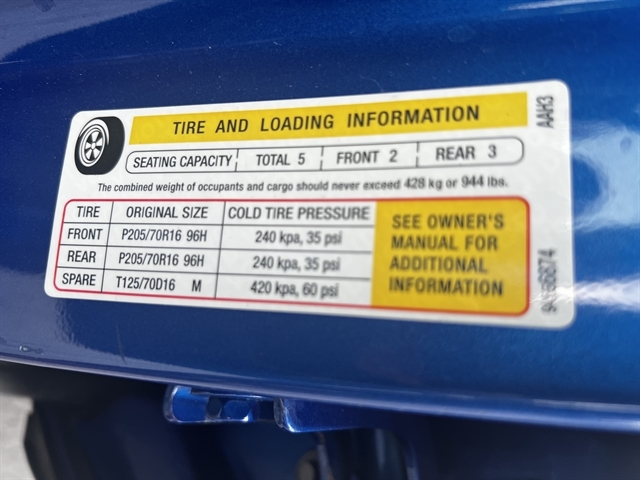 TIRE AND LOADING INFORMATION
SEATING CAPACITY TOTAL 5 FRONT 2 REAR 3
The combined weight of occupants and cargo should never exceed 428 kg or 944 lbs.
TIRE ORIGINAL SIZE COLD TIRE PRESSURE
FRONT P205/70R16 96H 240 kpa, 35 psi
REAR P205/70R16 96H 240 kpa, 35 psi
SPARE T125/70D16 M 420 kpa, 60 psi
SEE OWNER'S
MANUAL FOR
ADDITIONAL
INFORMATION
AAH3